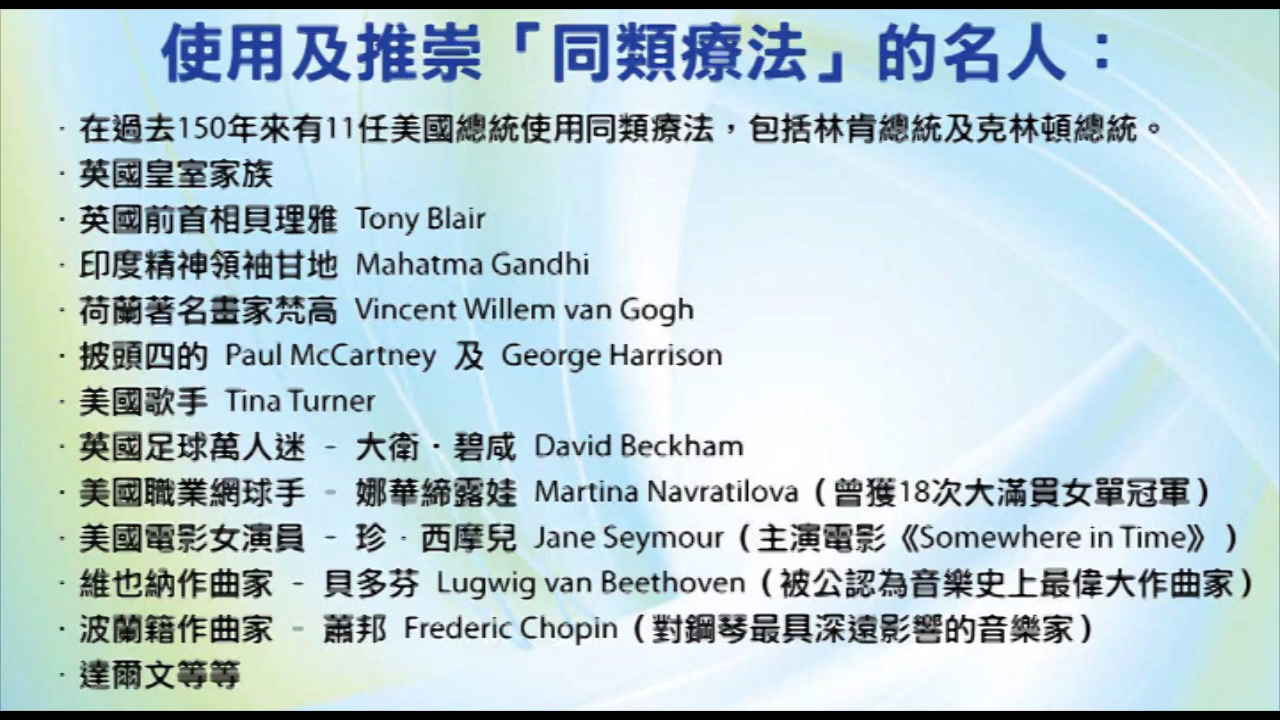 使用及推崇「同類療法」的名人：
· 在過去150年來有11任美國總統使用同類療法，包括林肯總統及克林頓總統。
· 英國皇室家族
· 英國前首相貝理雅 Tony Blair
· 印度精神領袖甘地 Mahatma Gandhi
· 荷蘭著名畫家梵高 Vincent Willem van Gogh
· 披頭四的 Paul McCartney 及 George Harrison
· 美國歌手 Tina Turner
· 英國足球萬人迷 – 大衛・碧咸 David Beckham
· 美國職業網球手 – 娜華締露娃 Martina Navratilova（曾獲18次大滿貫女單冠軍）
· 美國電影女演員 – 珍・西摩兒 Jane Seymour（主演電影《Somewhere in Time》）
· 維也納作曲家 – 貝多芬 Lugwig van Beethoven（被公認為音樂史上最偉大作曲家）
· 波蘭籍作曲家 – 蕭邦 Frederic Chopin（對鋼琴最具深遠影響的音樂家）
· 達爾文等等